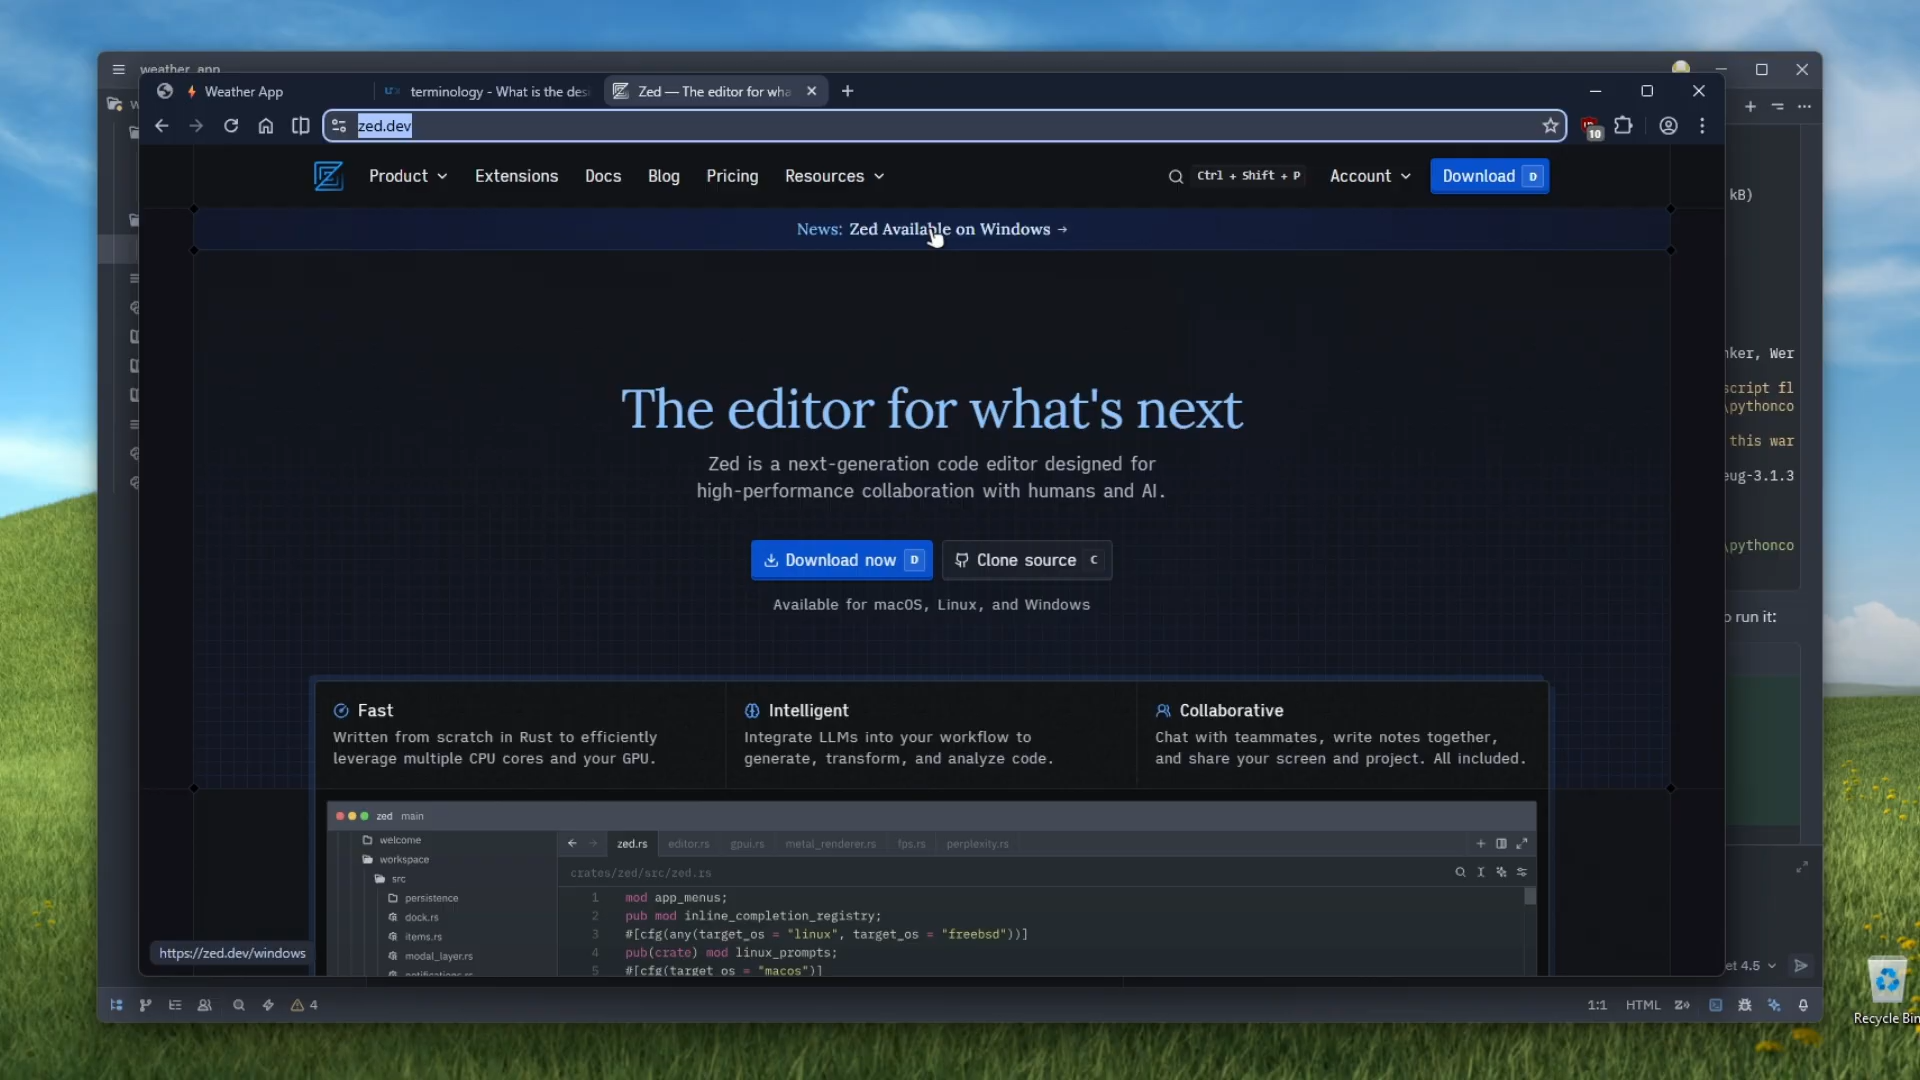 weather_app
Weather App
terminology - What is the des
Zed — The editor for wha
zed.dev
10
Product
Extensions
Docs
Blog
Pricing
Resources
Ctrl + Shift + P
Account
Download D
kB)
News: Zed Available on Windows →
The editor for what's next
Zed is a next-generation code editor designed for
high-performance collaboration with humans and AI.
Download now D
Clone source C
Available for macOS, Linux, and Windows
nker, Wer
script fl
\pythonco
this war
eug-3.1.3
\pythonco
o run it:
Fast
Written from scratch in Rust to efficiently
leverage multiple CPU cores and your GPU.
Intelligent
Integrate LLMs into your workflow to
generate, transform, and analyze code.
Collaborative
Chat with teammates, write notes together,
and share your screen and project. All included.
zed main
welcome
workspace
src
persistence
dock.rs
items.rs
modal_layer.rs
zed.rs
editor.rs
gpui.rs
metal_renderer.rs
fps.rs
perplexity.rs
crates/zed/src/zed.rs
1 mod app_menus;
2 pub mod inline_completion_registry;
3 #[cfg(any(target_os = "linux", target_os = "freebsd"))]
4 pub(crate) mod linux_prompts;
5 #[cfg(target_os = "macos")]
https://zed.dev/windows
et 4.5
4
1:1
HTML
Recycle Bin